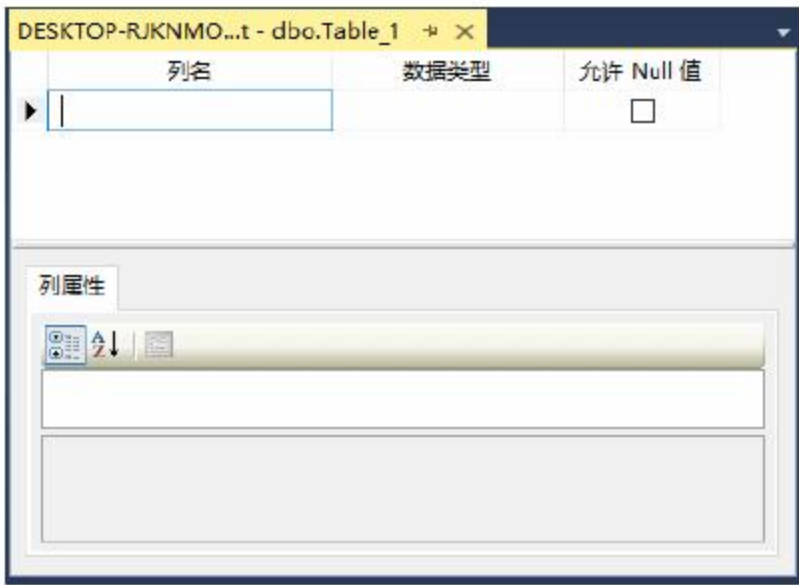 DESKTOP-RJKNMO...t - dbo.Table_1
列名 数据类型 允许 Null 值
列属性